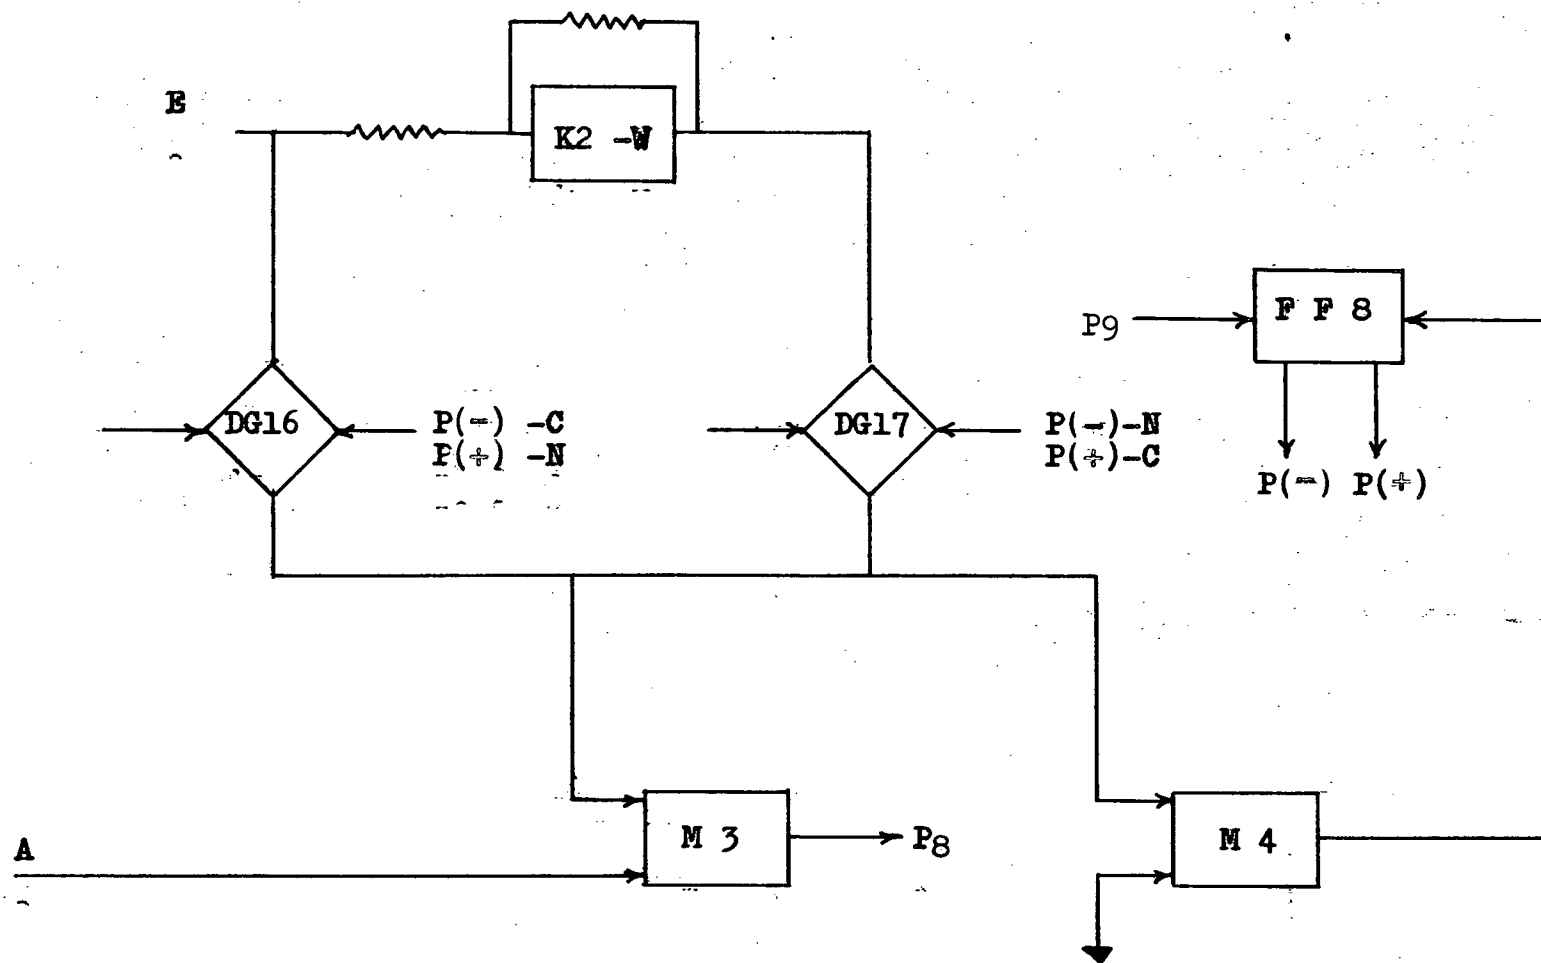 E
K2 -W
P9
F F 8
DG16
P(-) -C
P(+) -N
DG17
P(-)-N
P(+)-C
P(-) P(+)
M 3
P8
M 4
A